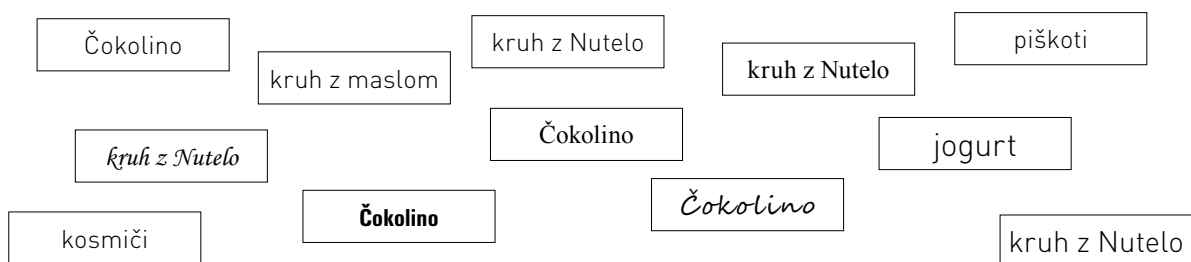 Čokolino
kruh z maslom
kruh z Nutelo
kruh z Nutelo
piškoti
kruh z Nutelo
Čokolino
jogurt
kosmiči
Čokolino
Čokolino
kruh z Nutelo